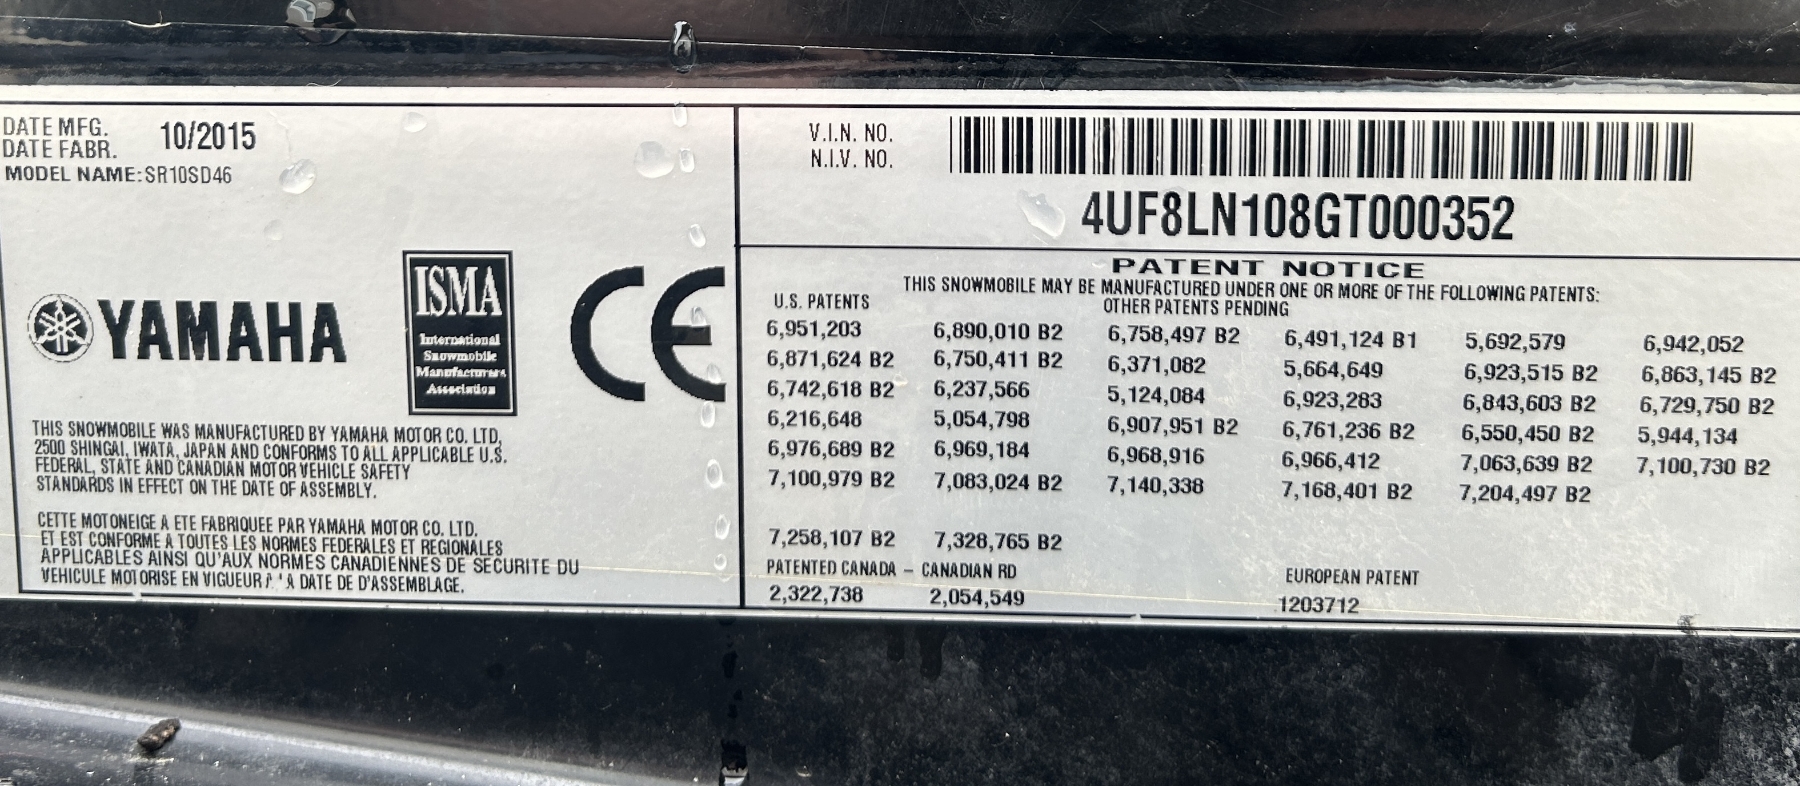 DATE MFG.
DATE FABR.
10/2015
MODEL NAME:SR10SD46
YAMAHA
ISMA
International
Snowmobile
Manufacturers
Association
CE
THIS SNOWMOBILE WAS MANUFACTURED BY YAMAHA MOTOR CO. LTD,
2500 SHINGAI, IWATA, JAPAN AND CONFORMS TO ALL APPLICABLE U.S.
FEDERAL, STATE AND CANADIAN MOTOR VEHICLE SAFETY
STANDARDS IN EFFECT ON THE DATE OF ASSEMBLY.
CETTE MOTONEIGE A ETE FABRIQUEE PAR YAMAHA MOTOR CO. LTD.
ET EST CONFORME A TOUTES LES NORMES FEDERALES ET REGIONALES
APPLICABLES AINSI QU'AUX NORMES CANADIENNES DE SECURITE DU
VEHICULE MOTORISE EN VIGUEUR A DATE DE D'ASSEMBLAGE.
V.I.N. NO.
N.I.V. NO.
4UF8LN108GT000352
PATENT NOTICE
THIS SNOWMOBILE MAY BE MANUFACTURED UNDER ONE OR MORE OF THE FOLLOWING PATENTS:
U.S. PATENTS OTHER PATENTS PENDING
6,951,203 6,890,010 B2 6,758,497 B2 6,491,124 B1 5,692,579 6,942,052
6,871,624 B2 6,750,411 B2 6,371,082 5,664,649 6,923,515 B2 6,863,145 B2
6,742,618 B2 6,237,566 5,124,084 6,923,283 6,843,603 B2 6,729,750 B2
6,216,648 5,054,798 6,907,951 B2 6,761,236 B2 6,550,450 B2 5,944,134
6,976,689 B2 6,969,184 6,968,916 6,966,412 7,063,639 B2 7,100,730 B2
7,100,979 B2 7,083,024 B2 7,140,338 7,168,401 B2 7,204,497 B2
7,258,107 B2 7,328,765 B2
PATENTED CANADA – CANADIAN RD EUROPEAN PATENT
2,322,738 2,054,549 1203712